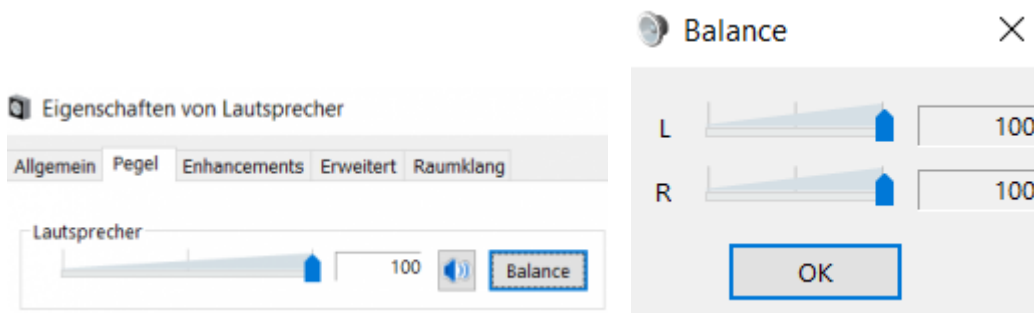 Eigenschaften von Lautsprecher
Allgemein Pegel Enhancements Erweitert Raumklang
Lautsprecher
100 Balance
Balance
L 100
R 100
OK